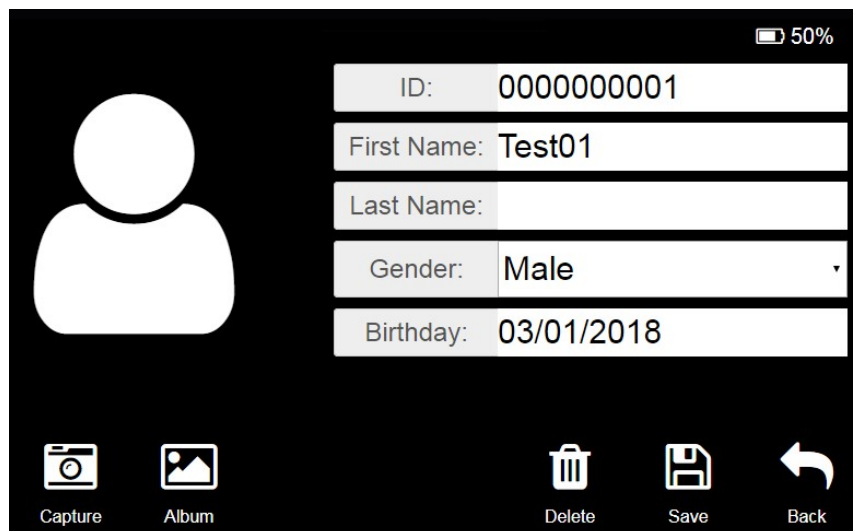 50%
ID: 0000000001
First Name: Test01
Last Name:
Gender: Male
Birthday: 03/01/2018
Capture Album Delete Save Back